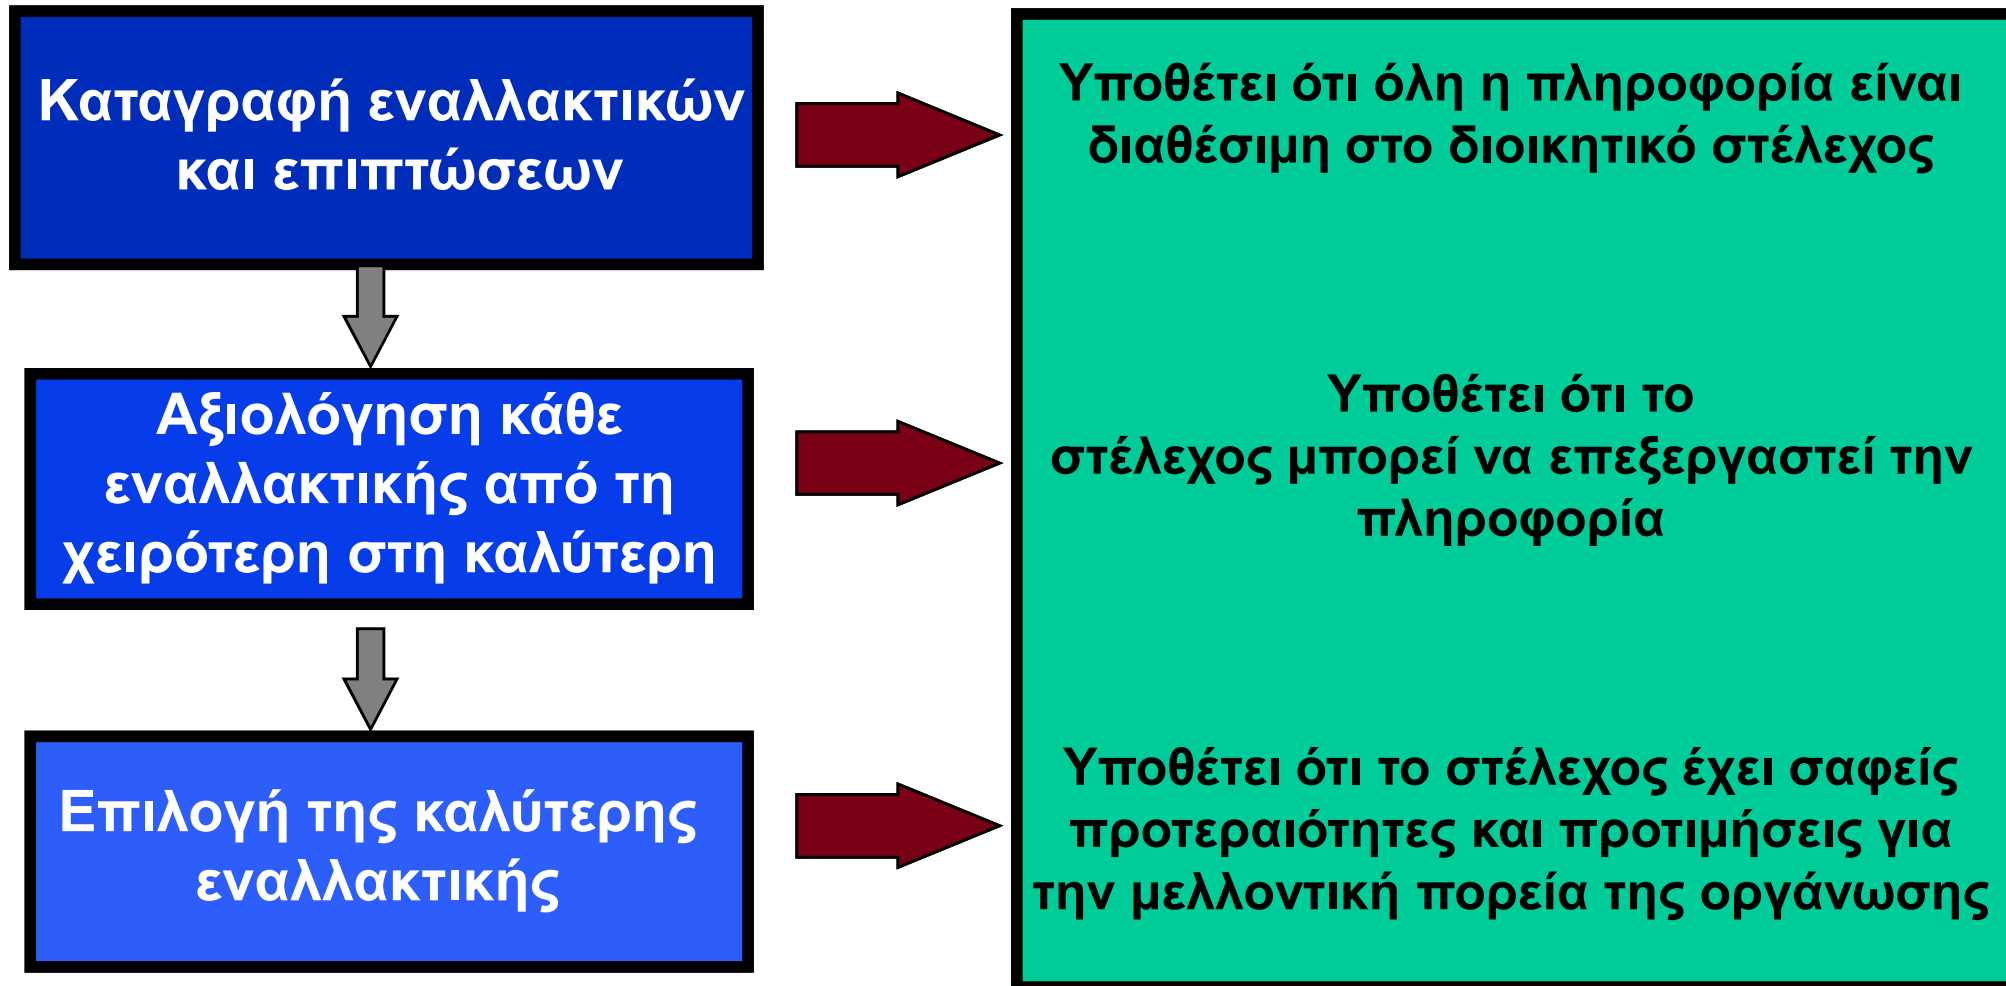 Καταγραφή εναλλακτικών
και επιπτώσεων
Υποθέτει ότι όλη η πληροφορία είναι
διαθέσιμη στο διοικητικό στέλεχος
Αξιολόγηση κάθε
εναλλακτικής από τη
χειρότερη στη καλύτερη
Υποθέτει ότι το
στέλεχος μπορεί να επεξεργαστεί την
πληροφορία
Επιλογή της καλύτερης
εναλλακτικής
Υποθέτει ότι το στέλεχος έχει σαφείς
προτεραιότητες και προτιμήσεις για
την μελλοντική πορεία της οργάνωσης